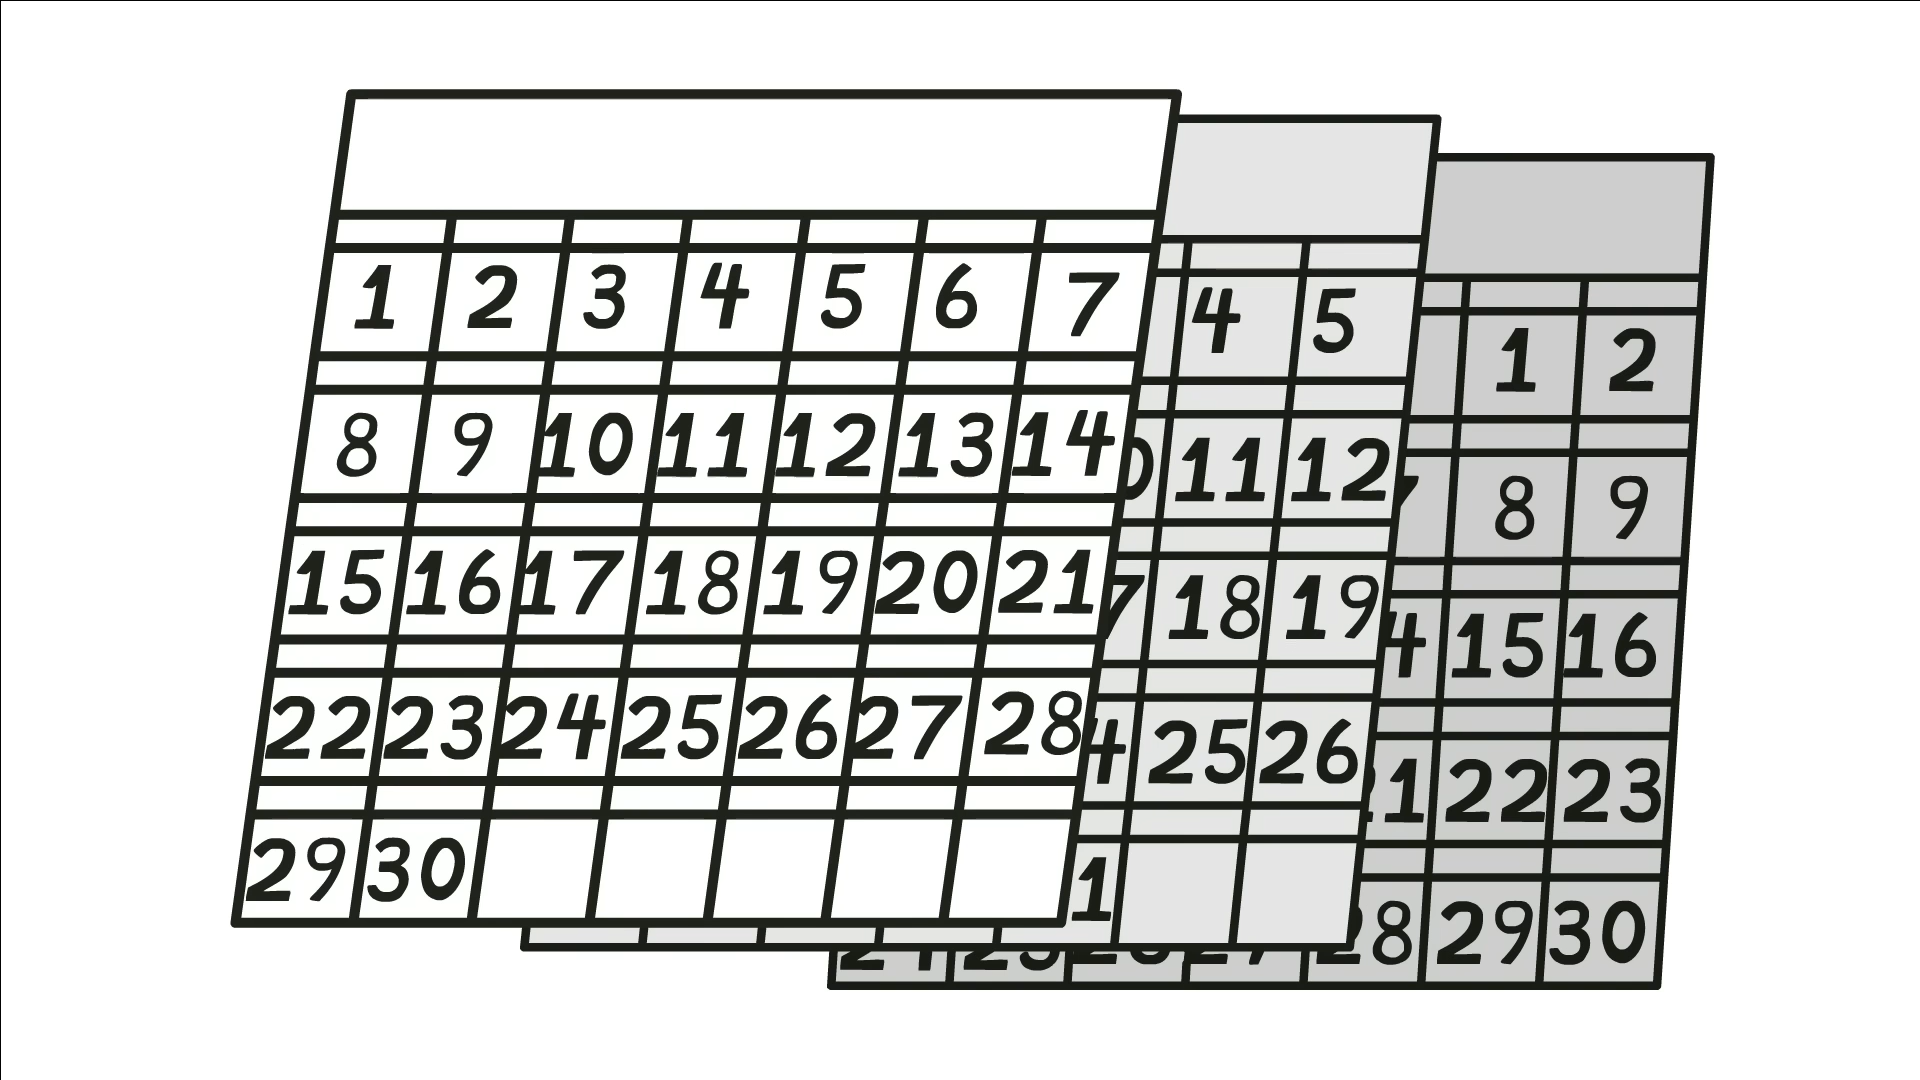 1 2 3 4 5 6 7
8 9 10 11 12 13 14
15 16 17 18 19 20 21
22 23 24 25 26 27 28
29 30
4 5
11 12
18 19
25 26
1
1 2
8 9
15 16
22 23
29 30